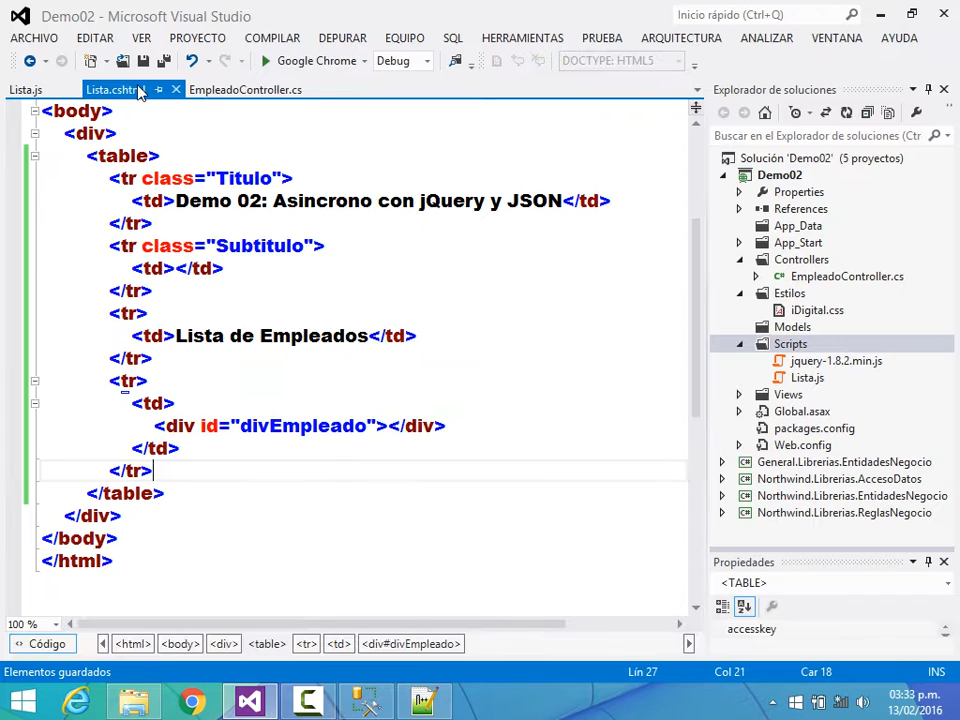 Demo02 - Microsoft Visual Studio
Inicio rápido (Ctrl+Q)
ARCHIVO EDITAR VER PROYECTO COMPILAR DEPURAR EQUIPO SQL HERRAMIENTAS PRUEBA ARQUITECTURA ANALIZAR VENTANA AYUDA
Google Chrome Debug DOCTYPE: HTML5
Lista.js Lista.cshtml EmpleadoController.cs
<body>
<div>
<table>
<tr class="Titulo">
<td>Demo 02: Asincrono con jQuery y JSON</td>
</tr>
<tr class="Subtitulo">
<td></td>
</tr>
<tr>
<td>Lista de Empleados</td>
</tr>
<tr>
<td>
<div id="divEmpleado"></div>
</td>
</tr>
</table>
</div>
</body>
</html>
100 %
Código <html> <body> <div> <table> <tr> <td> <div#divEmpleado>
Explorador de soluciones
Buscar en el Explorador de soluciones (Ctr
Solución 'Demo02' (5 proyectos)
Demo02
Properties
References
App_Data
App_Start
Controllers
C# EmpleadoController.cs
Estilos
iDigital.css
Models
Scripts
jquery-1.8.2.min.js
Lista.js
Views
Global.asax
packages.config
Web.config
C# General.Librerias.EntidadesNegocio
C# Northwind.Librerias.AccesoDatos
C# Northwind.Librerias.EntidadesNegocio
C# Northwind.Librerias.ReglasNegocio
Propiedades
<TABLE>
accesskey
Elementos guardados Lín 27 Col 21 Car 18 INS
03:33 p.m.
13/02/2016